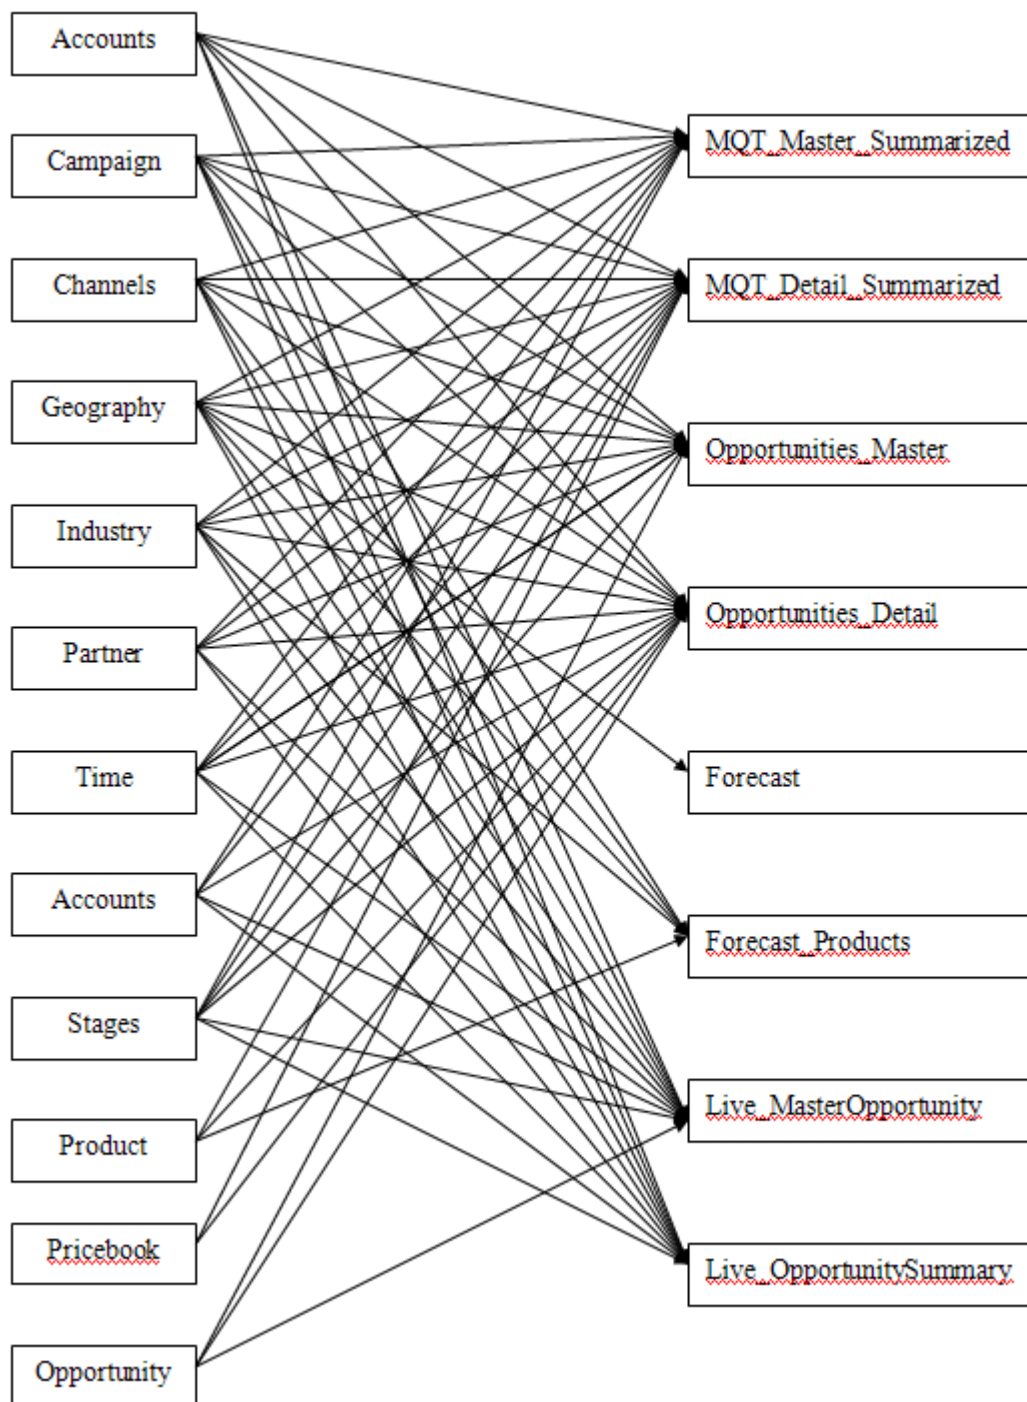 Accounts
Campaign
Channels
Geography
Industry
Partner
Time
Accounts
Stages
Product
Pricebook
Opportunity
MQT_Master_Summarized
MQT_Detail_Summarized
Opportunities_Master
Opportunities_Detail
Forecast
Forecast_Products
Live_MasterOpportunity
Live_OpportunitySummary